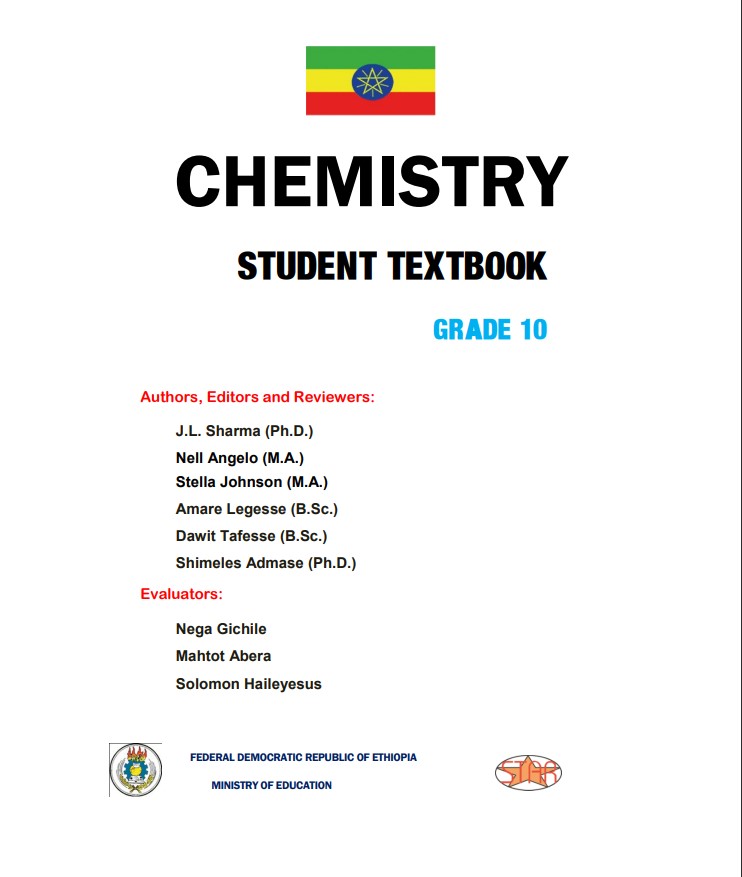 CHEMISTRY
STUDENT TEXTBOOK
GRADE 10
Authors, Editors and Reviewers:
J.L. Sharma (Ph.D.)
Nell Angelo (M.A.)
Stella Johnson (M.A.)
Amare Legesse (B.Sc.)
Dawit Tafesse (B.Sc.)
Shimeles Admase (Ph.D.)
Evaluators:
Nega Gichile
Mahtot Abera
Solomon Haileyesus
FEDERAL DEMOCRATIC REPUBLIC OF ETHIOPIA
MINISTRY OF EDUCATION
STAR